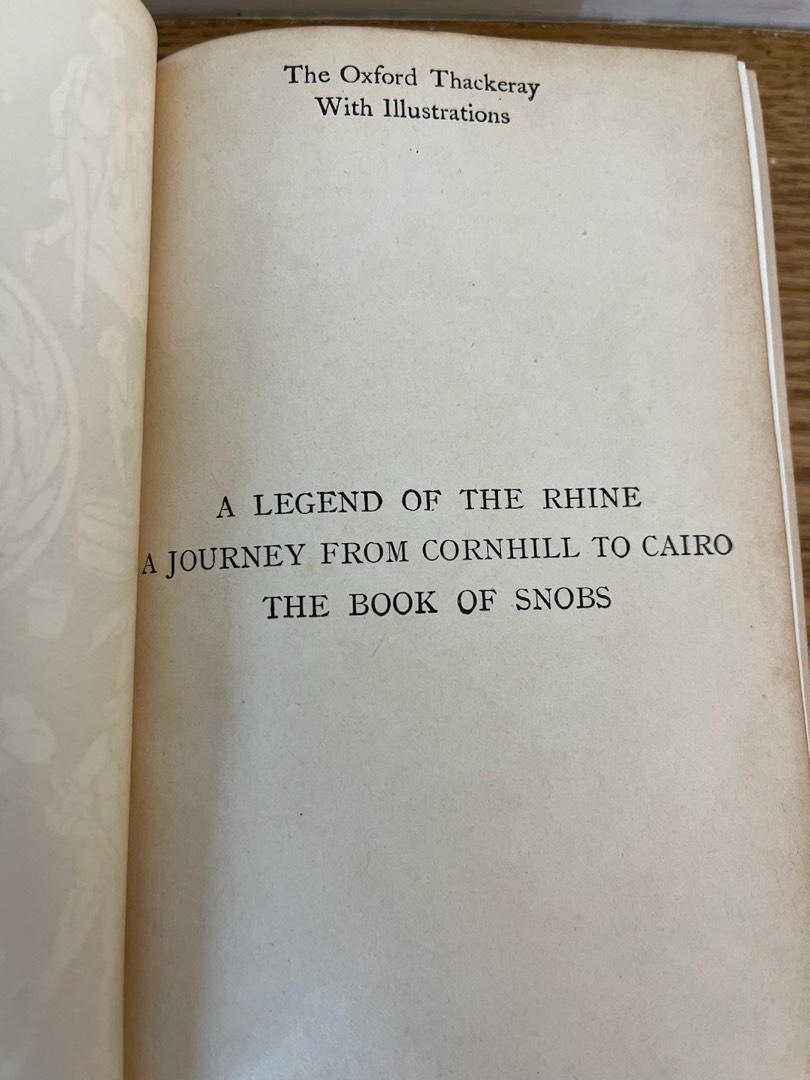 The Oxford Thackeray
With Illustrations
A LEGEND OF THE RHINE
A JOURNEY FROM CORNHILL TO CAIRO
THE BOOK OF SNOBS